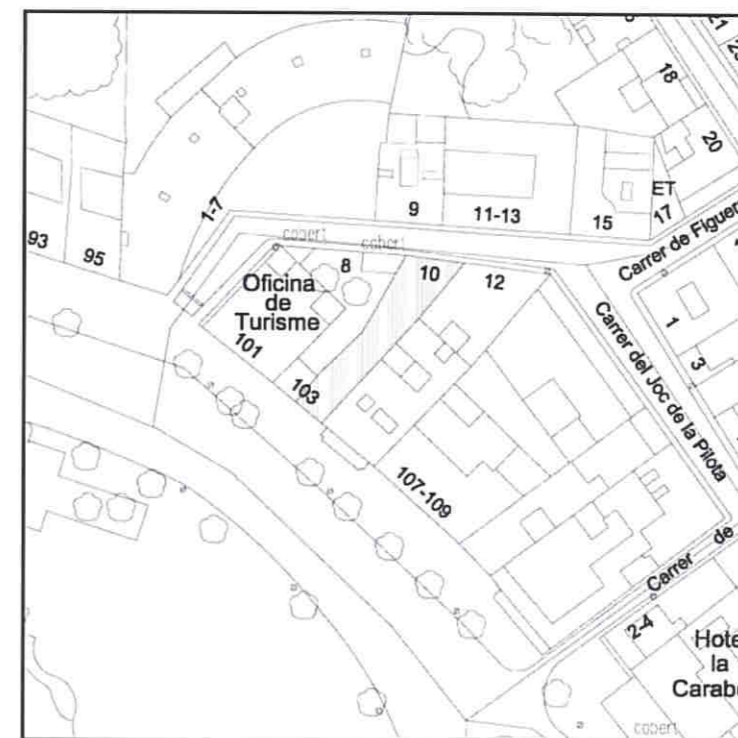 21
18
20
ET
9
11-13
15
17
1-7
93
95
Carrer de Figuer
cobert
cobert
8
10
12
Oficina
de
Turisme
101
103
1
3
Carrer del Joc de la Pilota
107-109
Carrer de
2-4
Hote
la
Carab
cobert